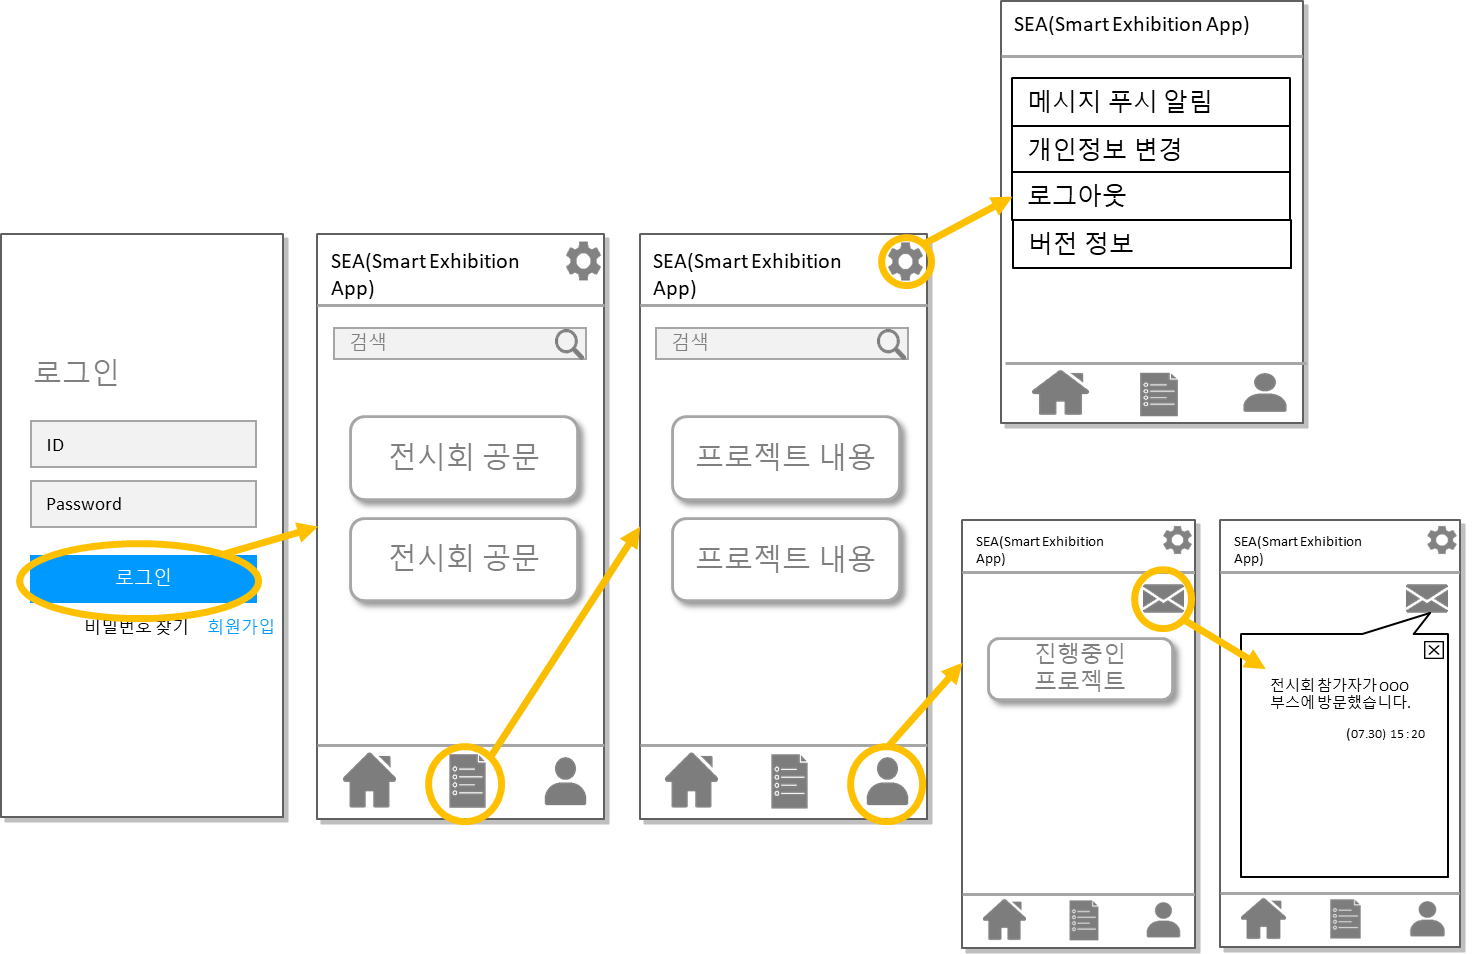 로그인
ID
Password
로그인
비밀번호 찾기 회원가입
SEA(Smart Exhibition
App)
검색
전시회 공문
전시회 공문
SEA(Smart Exhibition
App)
검색
프로젝트 내용
프로젝트 내용
SEA(Smart Exhibition App)
메시지 푸시 알림
개인정보 변경
로그아웃
버전 정보
SEA(Smart Exhibition
App)
진행중인
프로젝트
SEA(Smart Exhibition
App)
전시회 참가자가 OOO
부스에 방문했습니다.
(07.30) 15 : 20